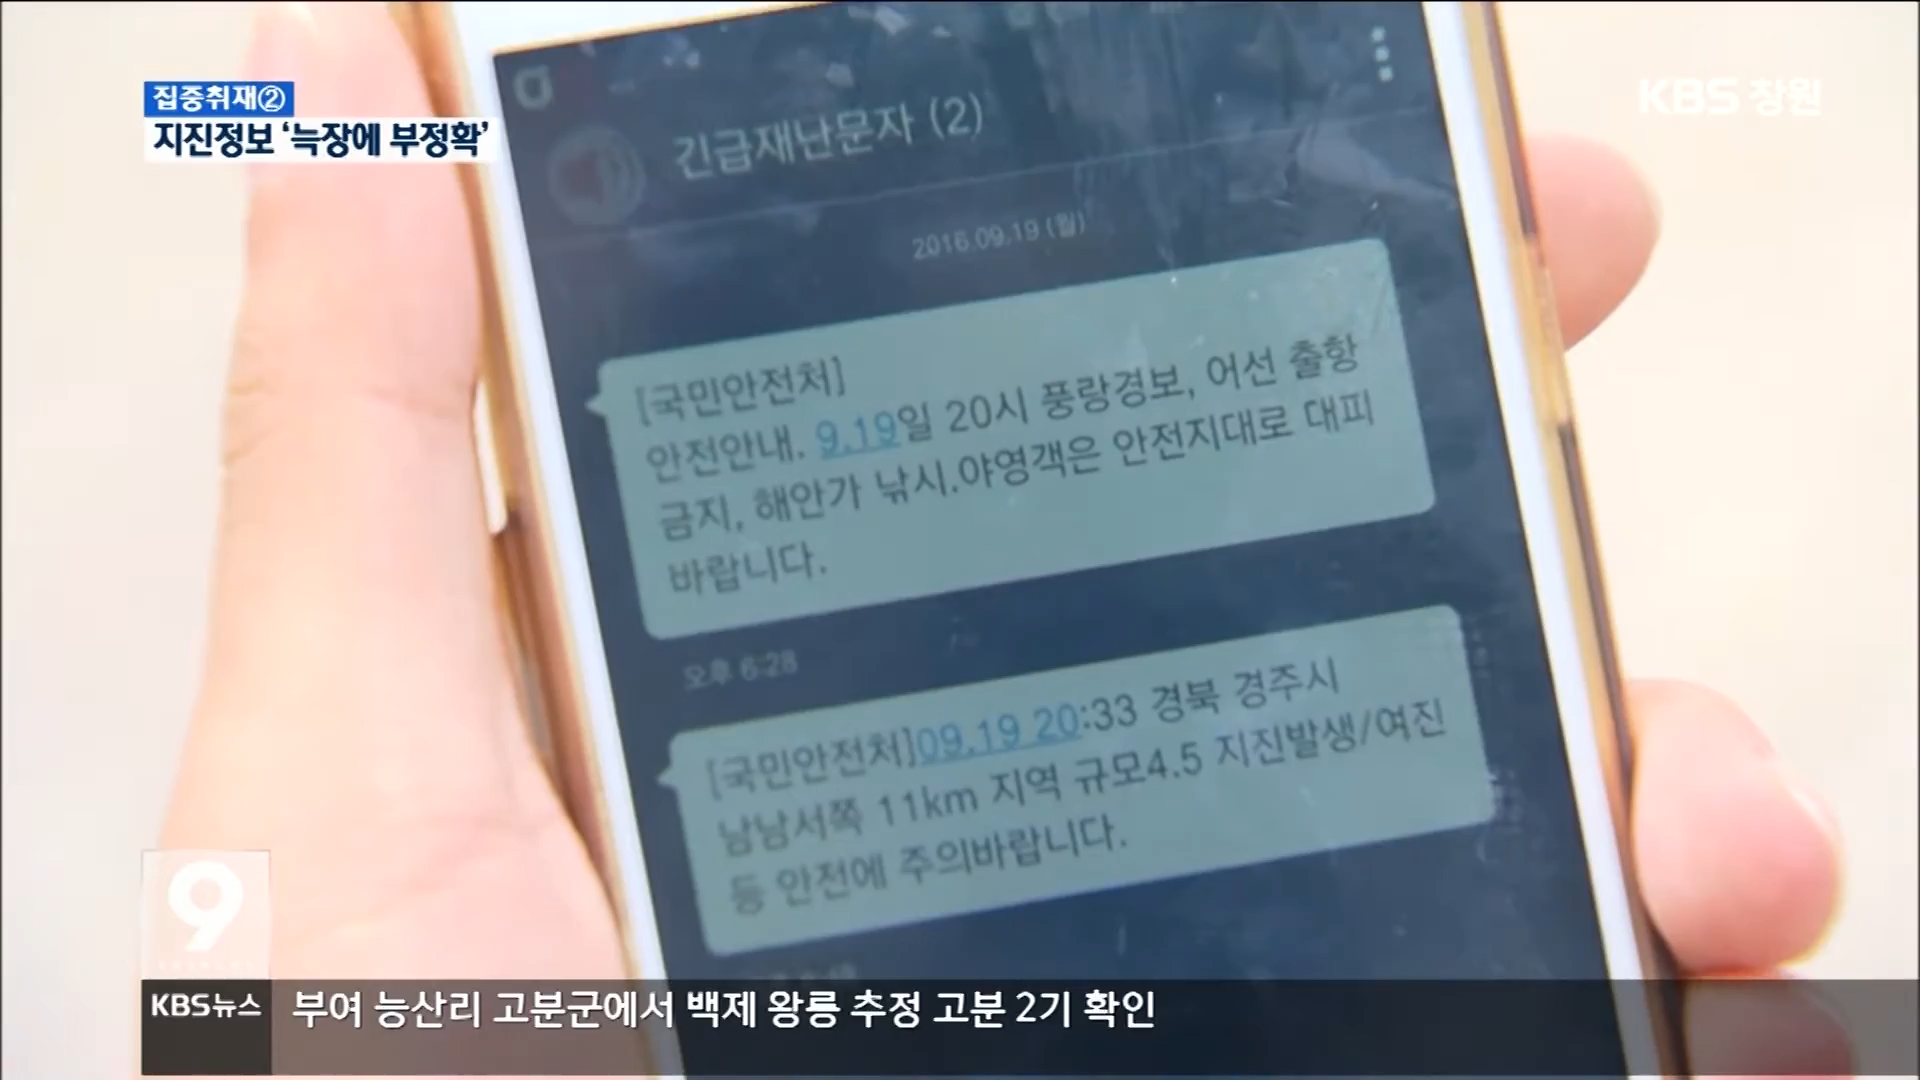 집중취재②
지진정보 ‘늑장에 부정확’
KBS 창원
긴급재난문자 (2)
2016.09.19 (월)
[국민안전처]
안전안내. 9.19일 20시 풍랑경보, 어선 출항
금지, 해안가 낚시.야영객은 안전지대로 대피
바랍니다.
오후 6:28
[국민안전처]09.19 20:33 경북 경주시
남남서쪽 11km 지역 규모4.5 지진발생/여진
등 안전에 주의바랍니다.
9
KBS뉴스
부여 능산리 고분군에서 백제 왕릉 추정 고분 2기 확인